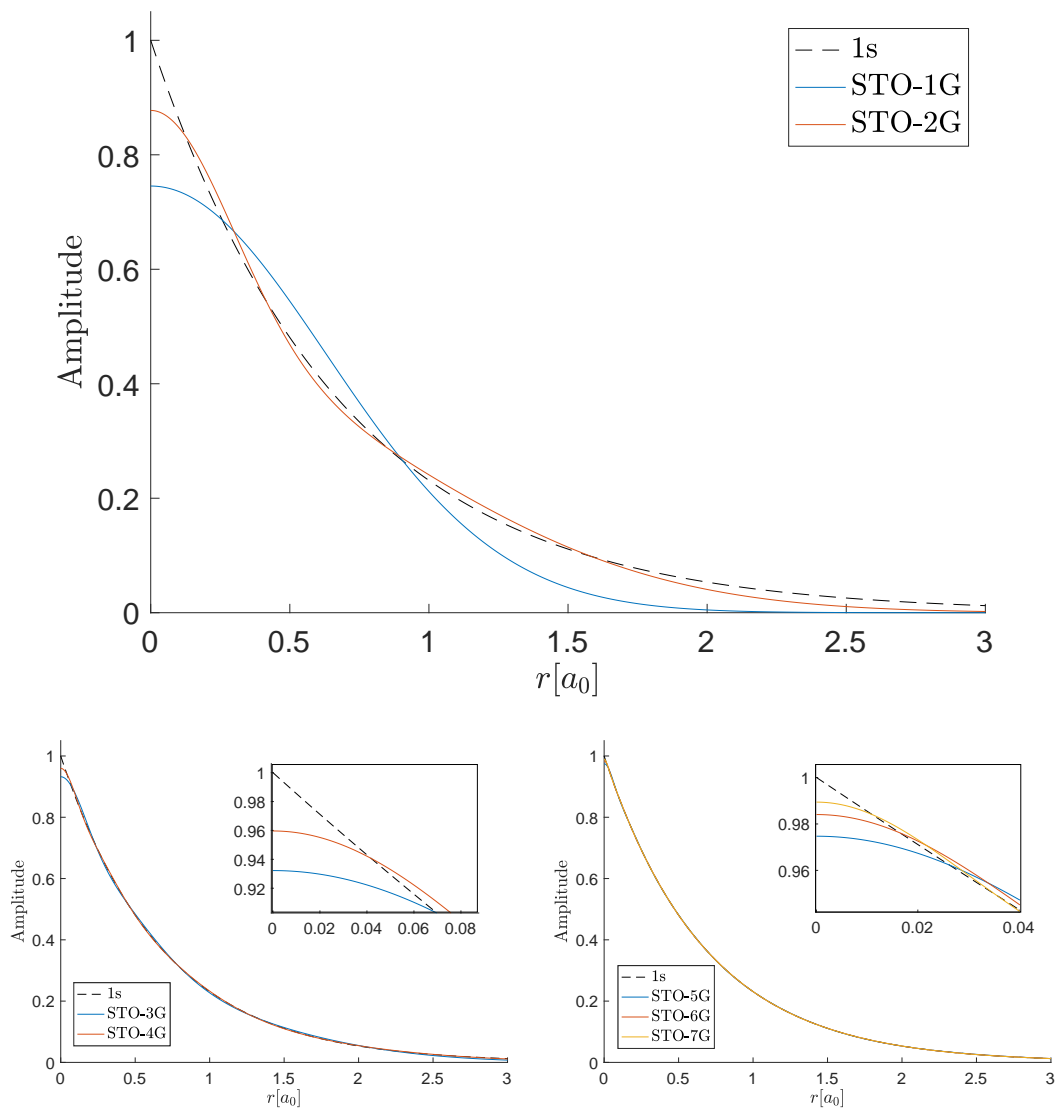 1
0.8
0.6
0.4
0.2
0
Amplitude
1s
STO-1G
STO-2G
0 0.5 1 1.5 2 2.5 3
r[a₀]
1
0.8
0.6
0.4
0.2
0
Amplitude
1
0.98
0.96
0.94
0.92
0 0.02 0.04 0.06 0.08
1s
STO-3G
STO-4G
0 0.5 1 1.5 2 2.5 3
r[a₀]
1
0.8
0.6
0.4
0.2
0
Amplitude
1
0.98
0.96
0 0.02 0.04
1s
STO-5G
STO-6G
STO-7G
0 0.5 1 1.5 2 2.5 3
r[a₀]